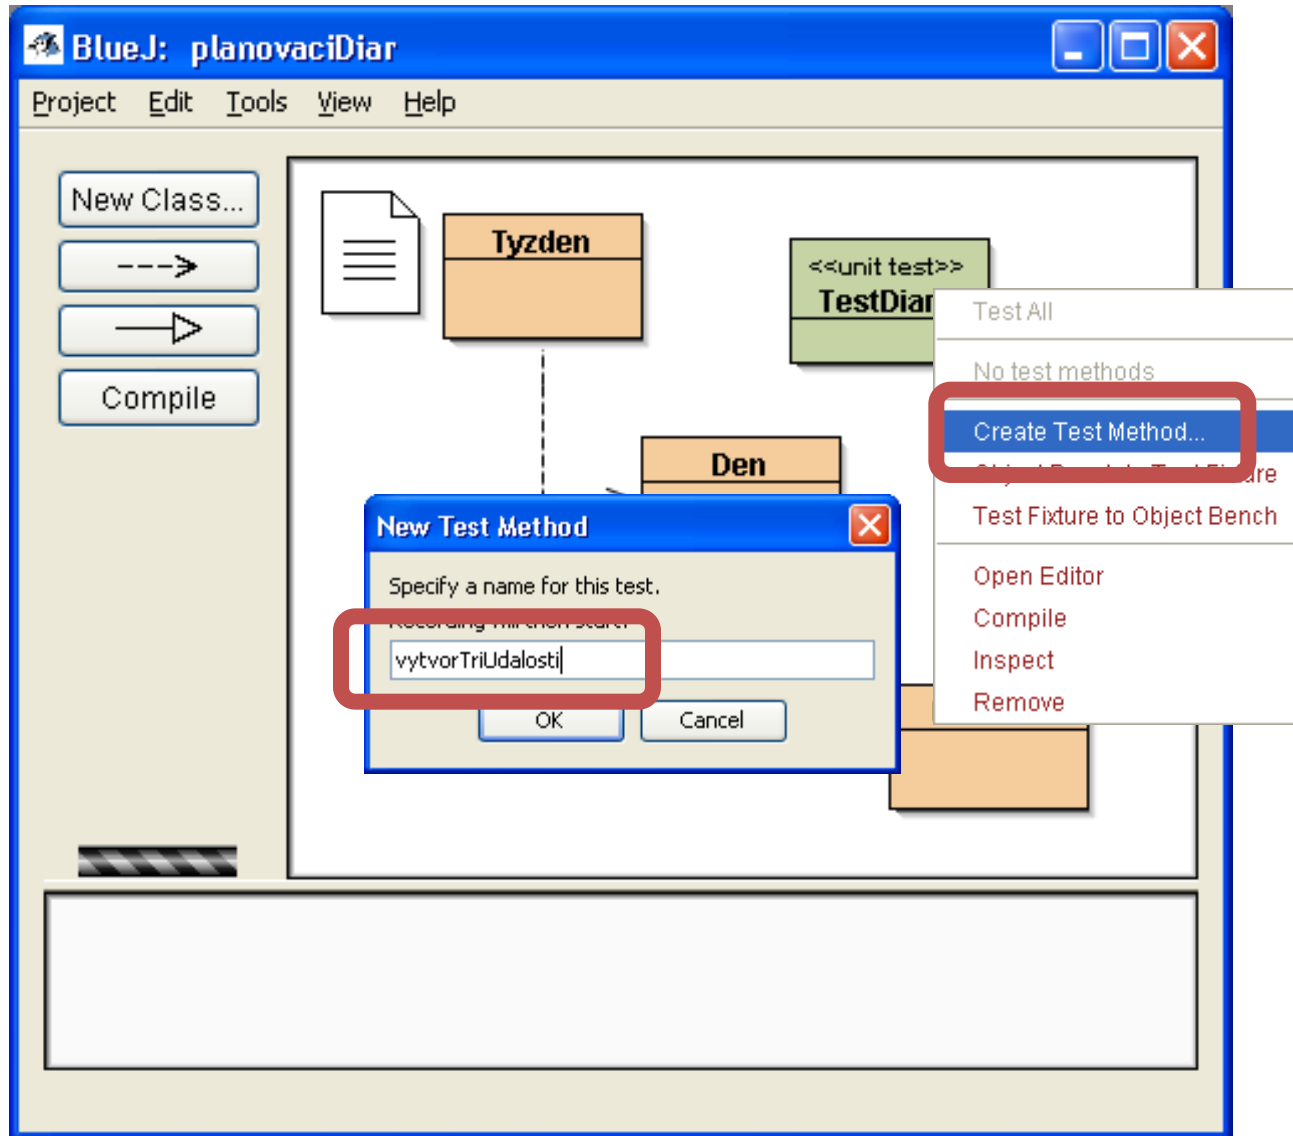 BlueJ: planovaciDiar
Project Edit Tools View Help
New Class...
Compile
Tyzden
<<unit test>>
TestDiar
Test All
No test methods
Create Test Method...
Test Fixture to Object Bench
Open Editor
Compile
Inspect
Remove
Den
New Test Method
Specify a name for this test.
vytvorTriUdalosti
OK Cancel